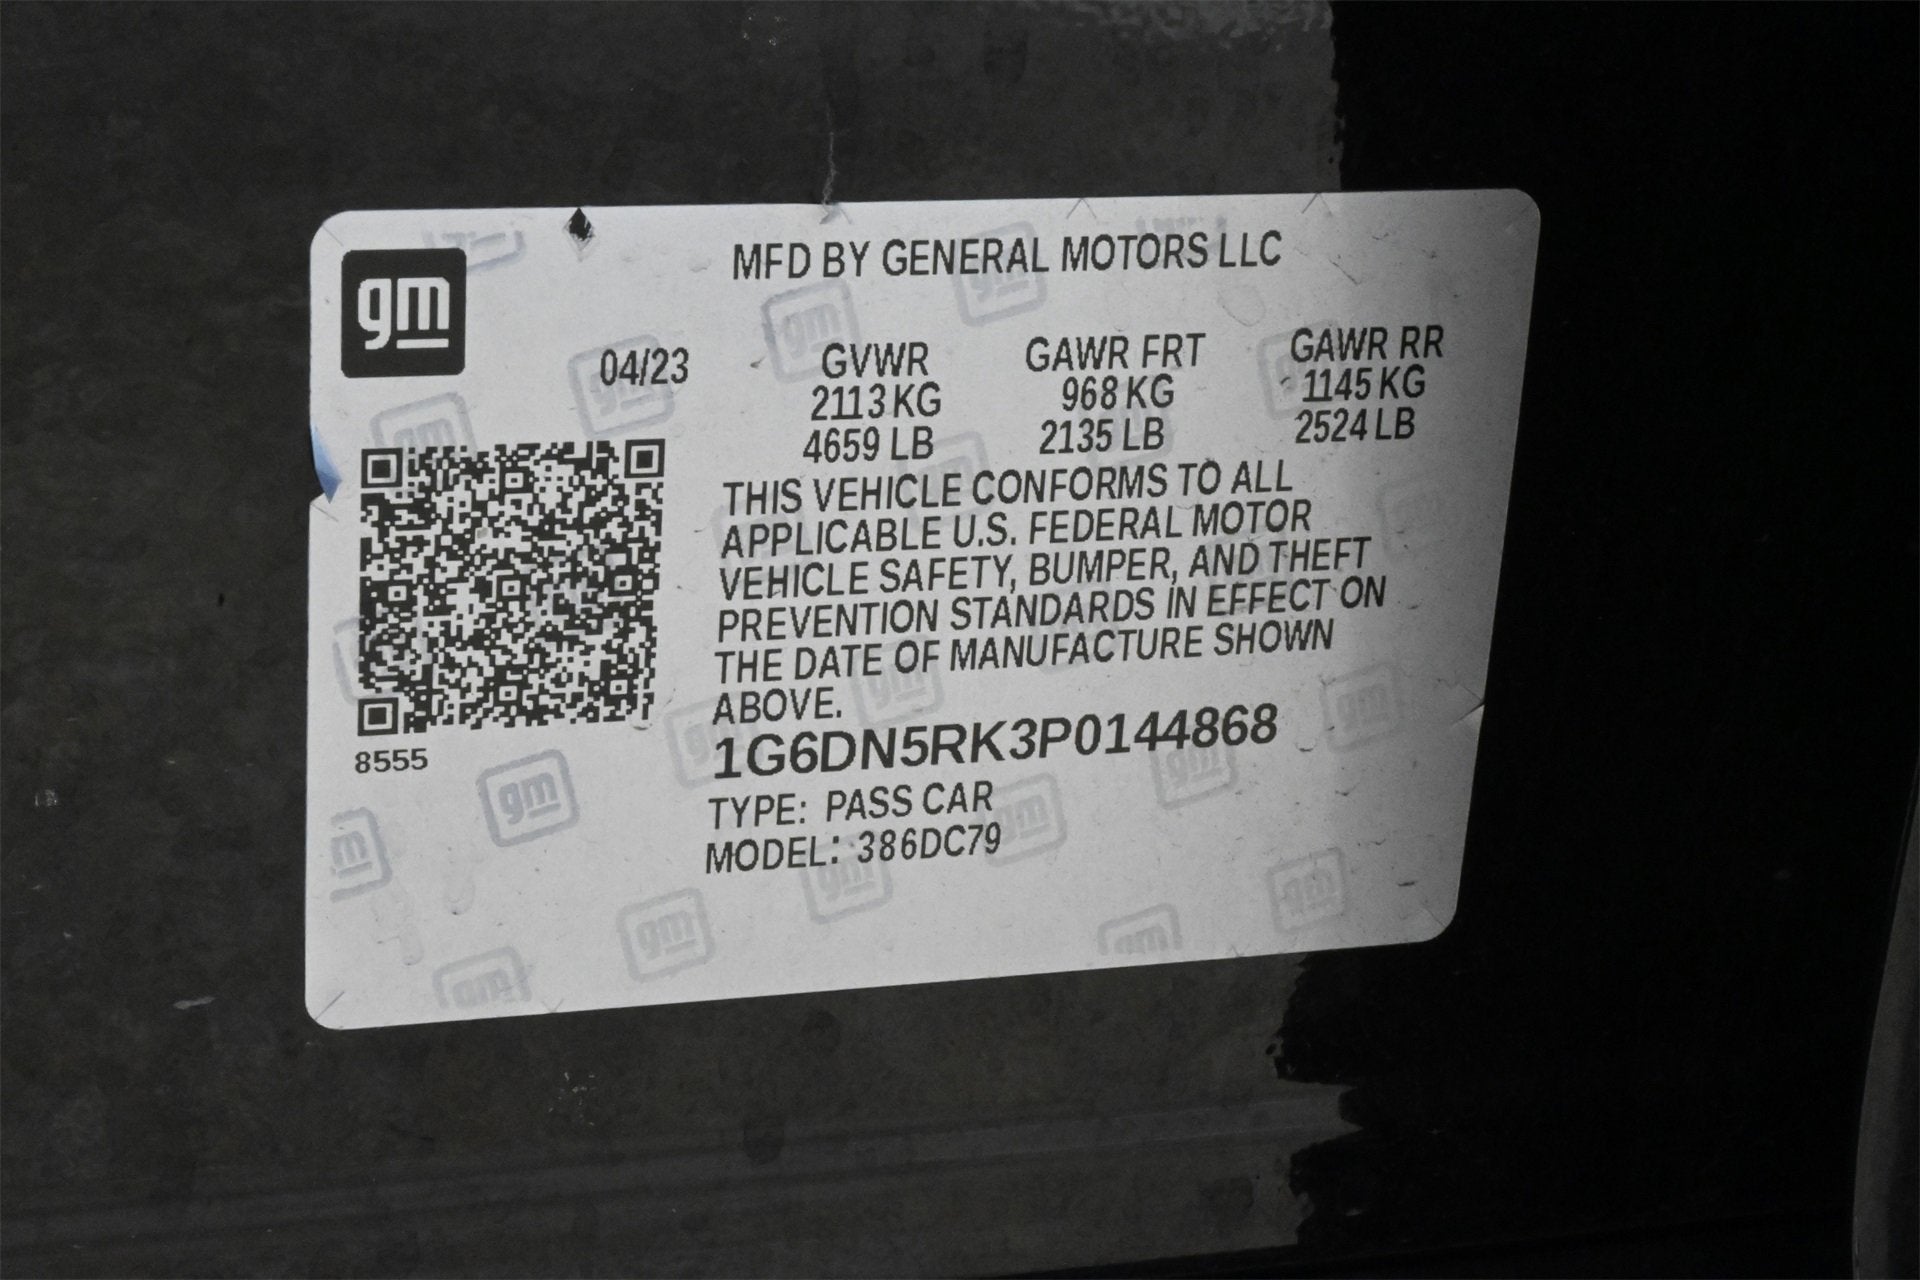 gm
MFD BY GENERAL MOTORS LLC
04/23
GVWR GAWR FRT GAWR RR
2113 KG 968 KG 1145 KG
4659 LB 2135 LB 2524 LB
THIS VEHICLE CONFORMS TO ALL
APPLICABLE U.S. FEDERAL MOTOR
VEHICLE SAFETY, BUMPER, AND THEFT
PREVENTION STANDARDS IN EFFECT ON
THE DATE OF MANUFACTURE SHOWN
ABOVE.
1G6DN5RK3P0144868
8555
TYPE: PASS CAR
MODEL: 386DC79